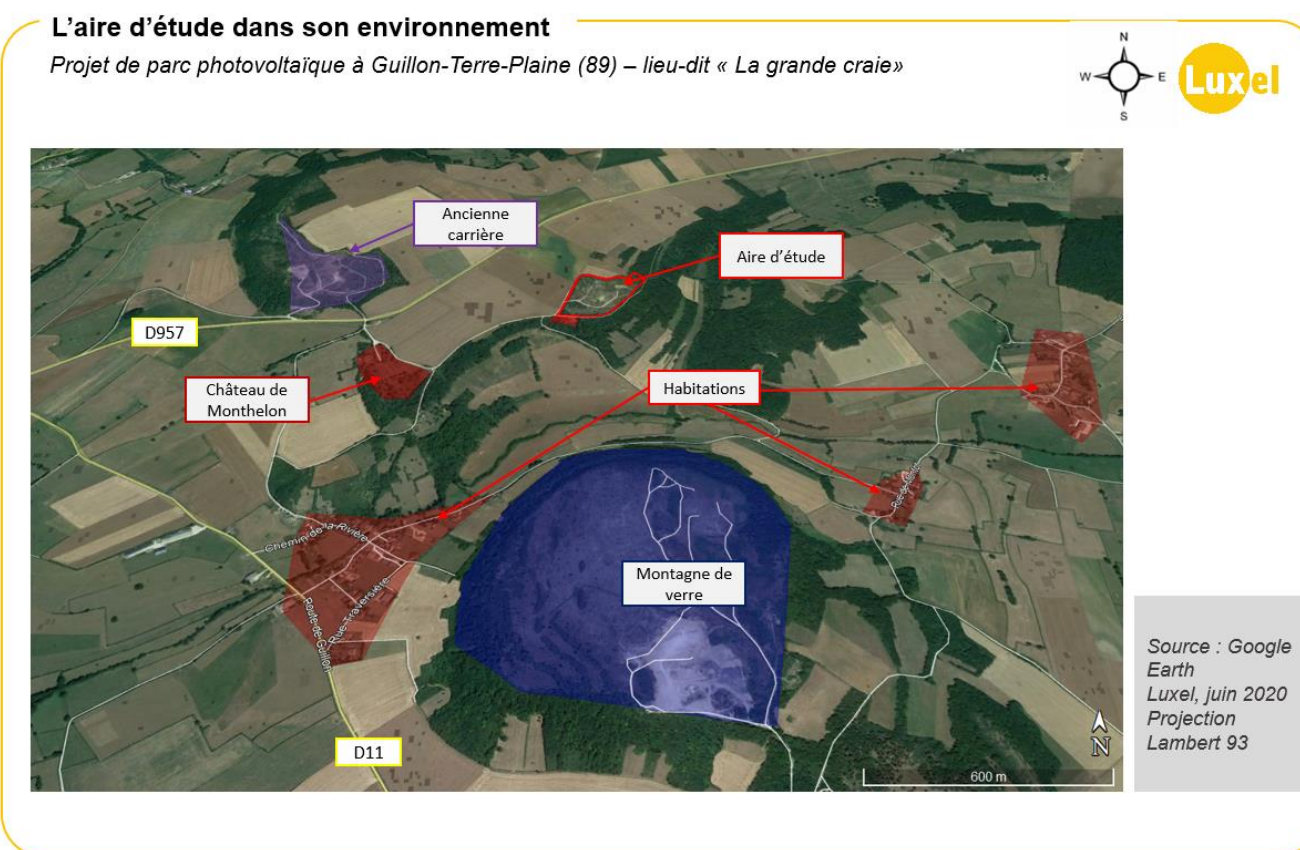 L’aire d’étude dans son environnement
Projet de parc photovoltaïque à Guillon-Terre-Plaine (89) – lieu-dit « La grande craie»
N
W
E
S
Luxel
Ancienne
carrière
Aire d’étude
D957
Château de
Monthelon
Habitations
Chemin de la Rivière
Rue Traversière
Route de Guillon
Montagne de
verre
D11
N
600 m
Source : Google
Earth
Luxel, juin 2020
Projection
Lambert 93